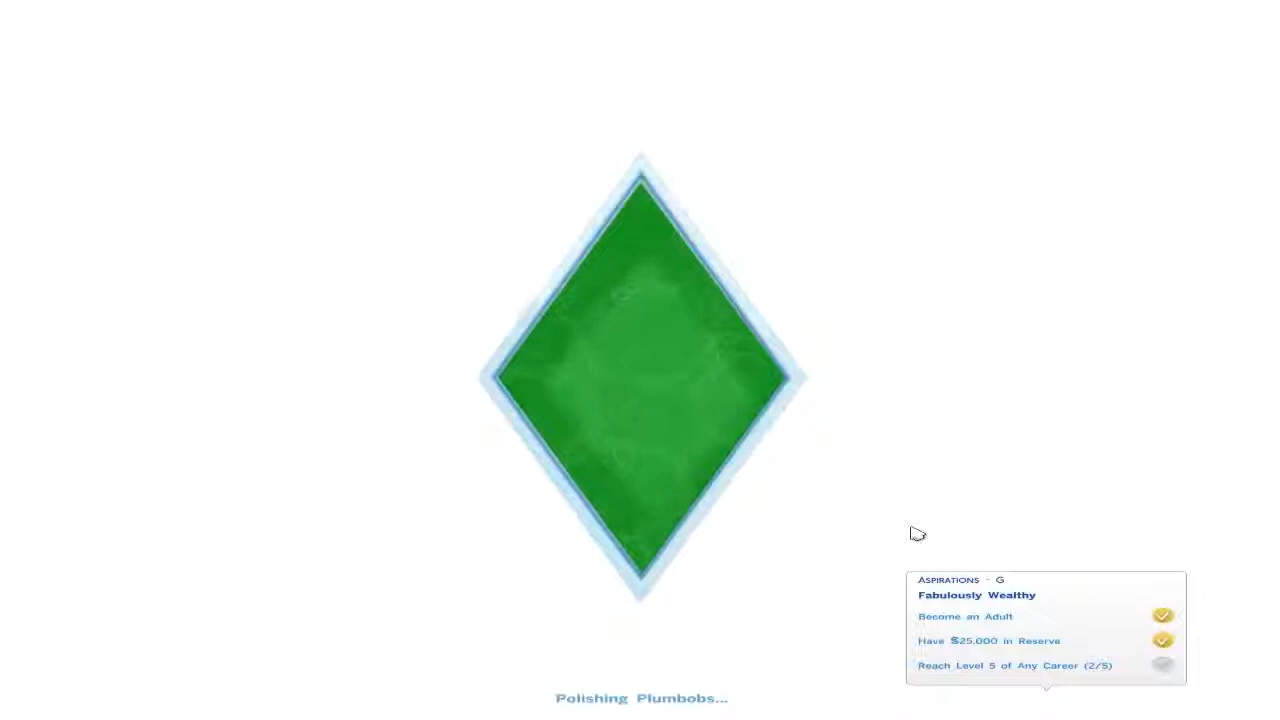 ASPIRATIONS - G
Fabulously Wealthy
Become an Adult
Have §25,000 in Reserve
Reach Level 5 of Any Career (2/5)
Polishing Plumbobs...